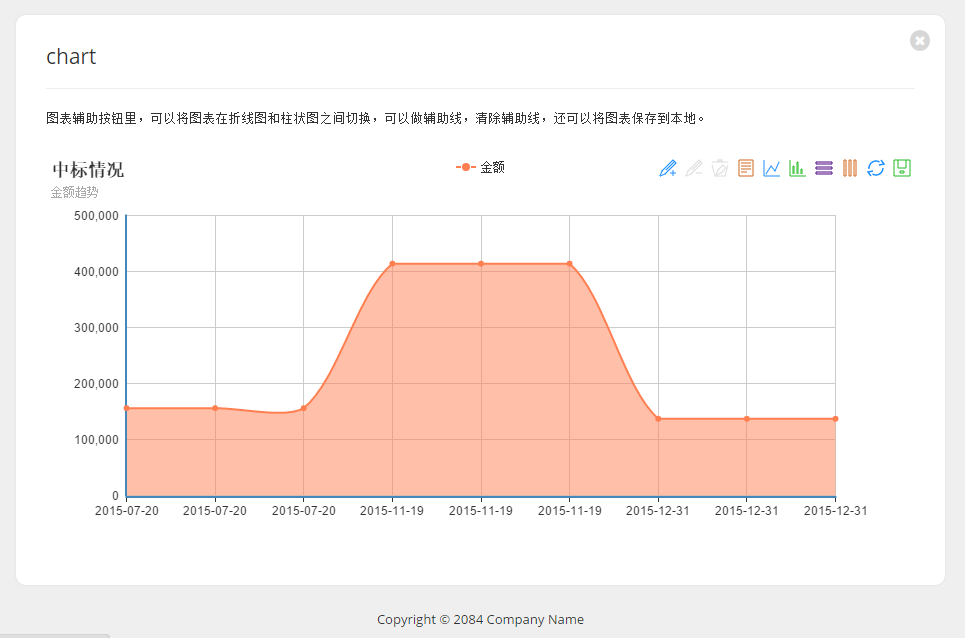 chart
图表辅助按钮里，可以将图表在折线图和柱状图之间切换，可以做辅助线，清除辅助线，还可以将图表保存到本地。
中标情况
金额
金额趋势
500,000
400,000
300,000
200,000
100,000
0
2015-07-20 2015-07-20 2015-07-20 2015-11-19 2015-11-19 2015-11-19 2015-12-31 2015-12-31 2015-12-31
Copyright © 2084 Company Name